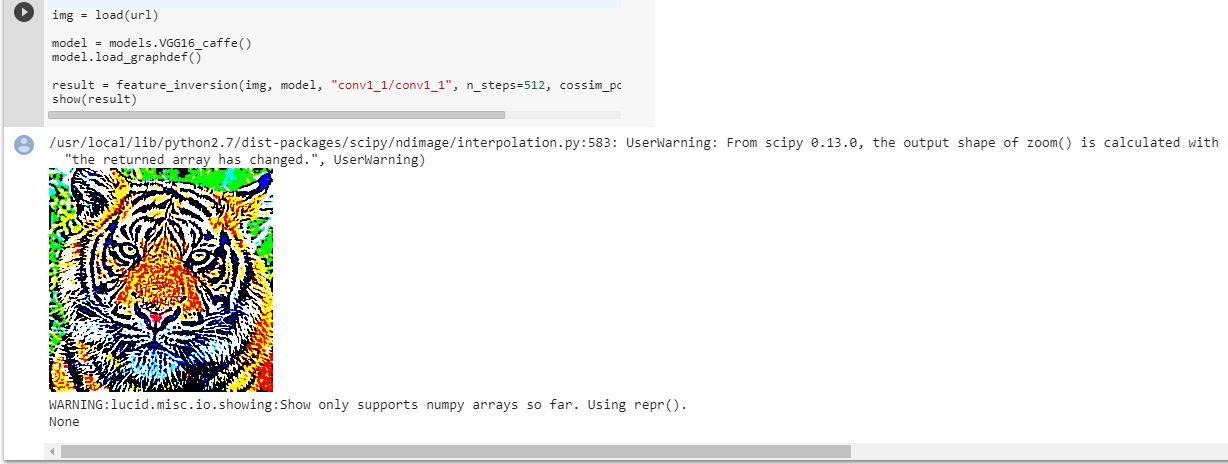 img = load(url)
model = models.VGG16_caffe()
model.load_graphdef()
result = feature_inversion(img, model, "conv1_1/conv1_1", n_steps=512, cossim_po
show(result)
/usr/local/lib/python2.7/dist-packages/scipy/ndimage/interpolation.py:583: UserWarning: From scipy 0.13.0, the output shape of zoom() is calculated with
"the returned array has changed.", UserWarning)
WARNING:lucid.misc.io.showing:Show only supports numpy arrays so far. Using repr().
None